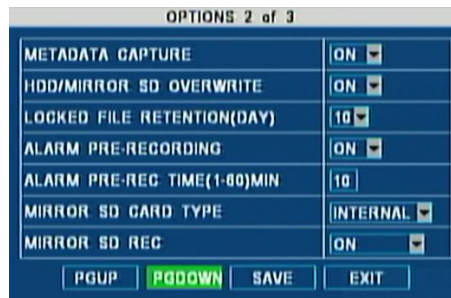 OPTIONS 2 of 3
METADATA CAPTURE ON
HDD/MIRROR SD OVERWRITE ON
LOCKED FILE RETENTION(DAY) 10
ALARM PRE-RECORDING ON
ALARM PRE-REC TIME(1-60)MIN 10
MIRROR SD CARD TYPE INTERNAL
MIRROR SD REC ON
PGUP PGDOWN SAVE EXIT